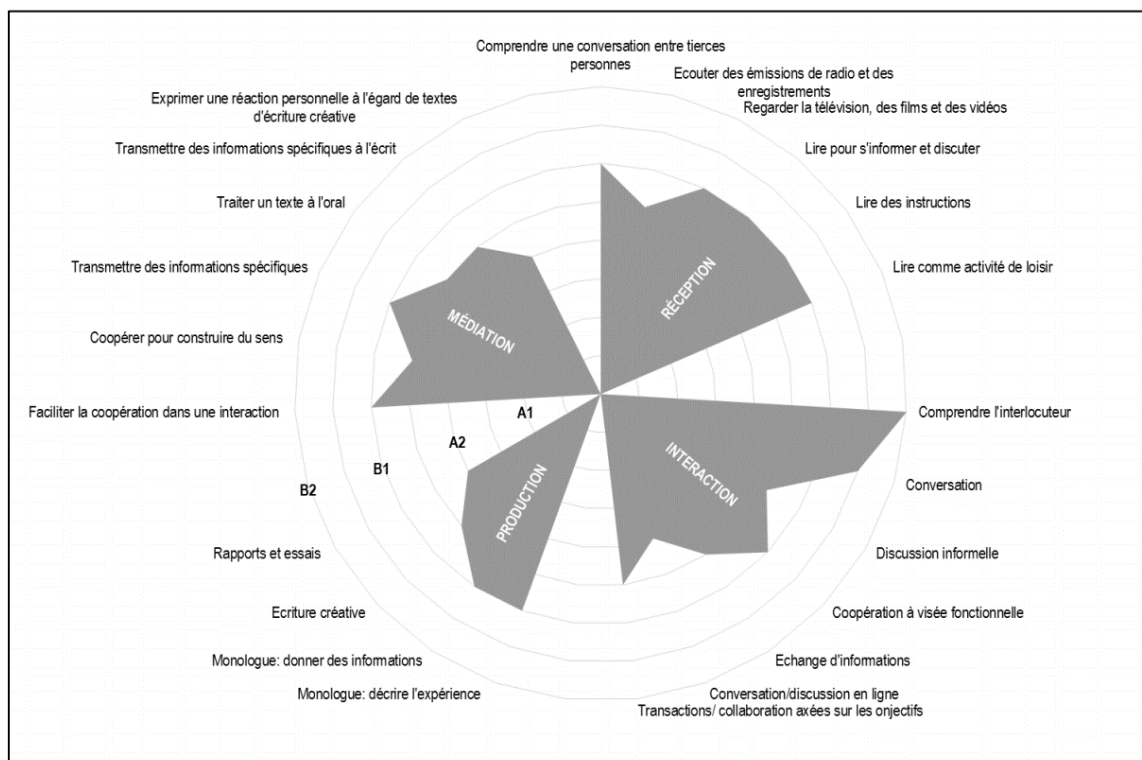 Comprendre une conversation entre tierces
personnes
Ecouter des émissions de radio et des
enregistrements
Regarder la télévision, des films et des vidéos
Lire pour s'informer et discuter
Lire des instructions
Lire comme activité de loisir
RÉCEPTION
Comprendre l'interlocuteur
Conversation
Discussion informelle
Coopération à visée fonctionnelle
Echange d'informations
Conversation/discussion en ligne
Transactions/ collaboration axées sur les onjectifs
INTERACTION
Monologue: décrire l'expérience
Monologue: donner des informations
Ecriture créative
Rapports et essais
PRODUCTION
A1
A2
B1
B2
Faciliter la coopération dans une interaction
Coopérer pour construire du sens
Transmettre des informations spécifiques
Traiter un texte à l'oral
Transmettre des informations spécifiques à l'écrit
Exprimer une réaction personnelle à l'égard de textes
d'écriture créative
MÉDIATION